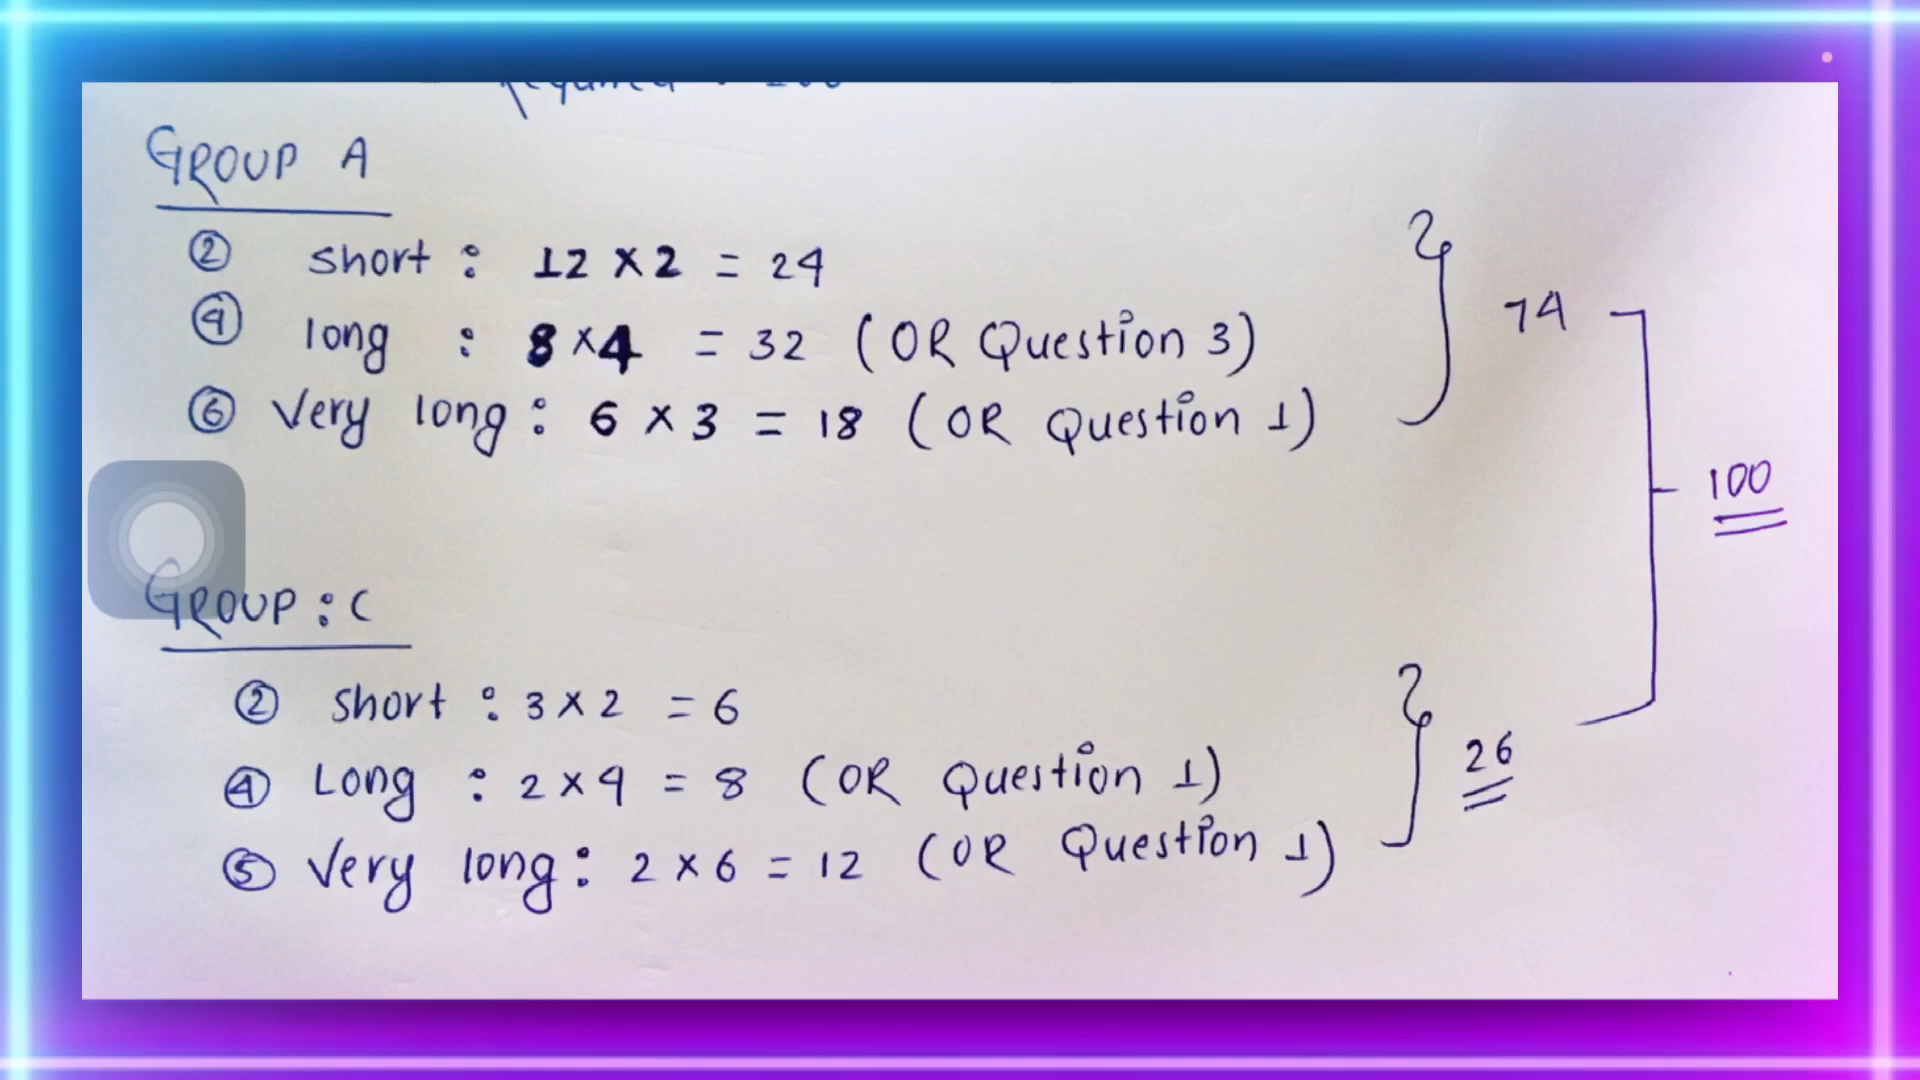 required : 100
GROUP A
② short : 12 × 2 = 24
④ long : 8 × 4 = 32 (OR Question 3)
⑥ Very long : 6 × 3 = 18 (OR Question 1)
74
100
GROUP : C
② short : 3 × 2 = 6
④ Long : 2 × 4 = 8 (OR Question 1)
⑤ Very long : 2 × 6 = 12 (OR Question 1)
26